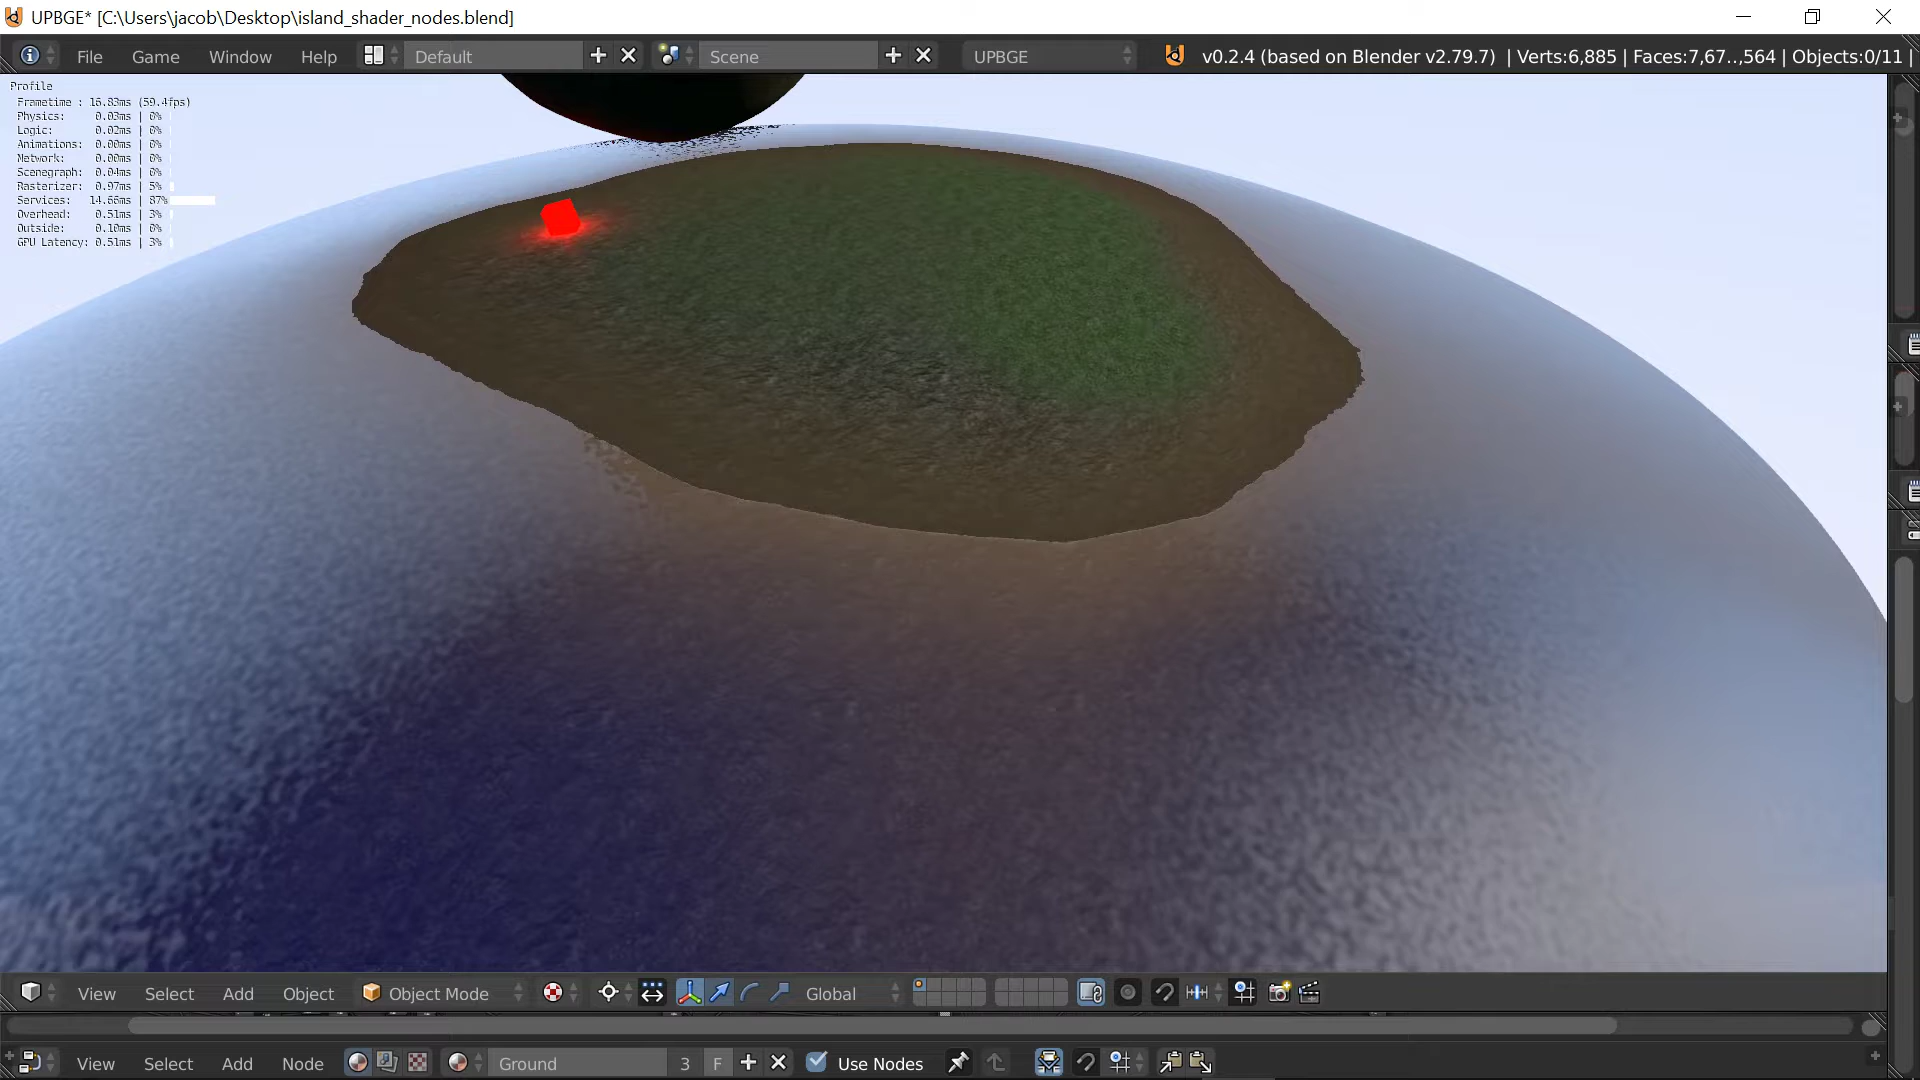 UPBGE* [C:\Users\jacob\Desktop\island_shader_nodes.blend]
File Game Window Help Default Scene UPBGE v0.2.4 (based on Blender v2.79.7) | Verts:6,885 | Faces:7,67..,564 | Objects:0/11 |
Profile
Frametime : 16.83ms (59.4fps)
Physics: 0.03ms | 0%
Logic: 0.02ms | 0%
Animations: 0.00ms | 0%
Network: 0.00ms | 0%
Scenegraph: 0.04ms | 0%
Rasterizer: 0.97ms | 5%
Services: 14.66ms | 87%
Overhead: 0.51ms | 3%
Outside: 0.10ms | 0%
GPU Latency: 0.51ms | 3%
View Select Add Object Object Mode Global
View Select Add Node Ground 3 F Use Nodes